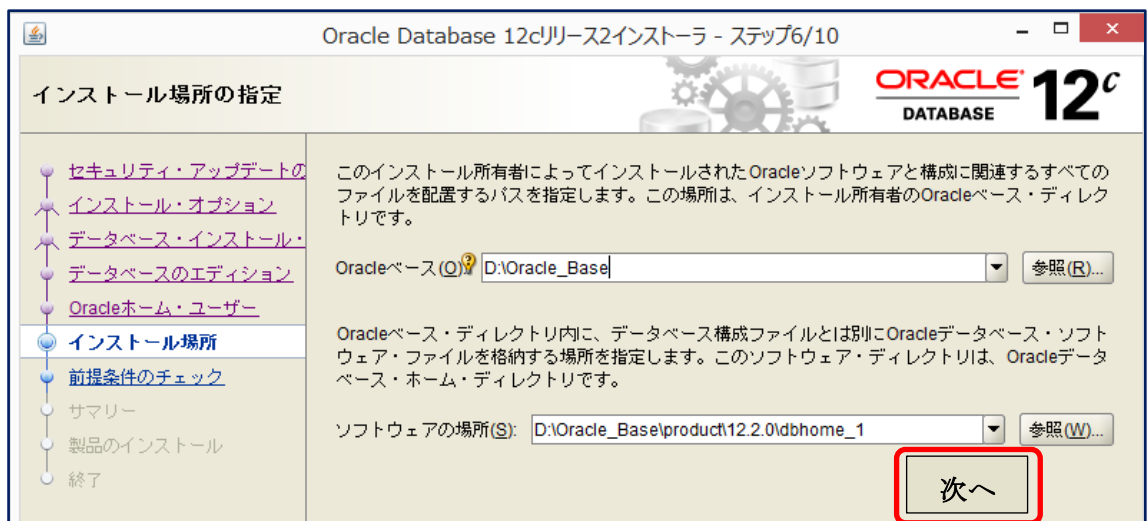 Oracle Database 12cリリース2インストーラ - ステップ6/10
インストール場所の指定
ORACLE
DATABASE
12c
セキュリティ・アップデートの
インストール・オプション
データベース・インストール・
データベースのエディション
Oracleホーム・ユーザー
インストール場所
前提条件のチェック
サマリー
製品のインストール
終了
このインストール所有者によってインストールされたOracleソフトウェアと構成に関連するすべての
ファイルを配置するパスを指定します。この場所は、インストール所有者のOracleベース・ディレク
トリです。
Oracleベース(O) D:\Oracle_Base 参照(R)...
Oracleベース・ディレクトリ内に、データベース構成ファイルとは別にOracleデータベース・ソフト
ウェア・ファイルを格納する場所を指定します。このソフトウェア・ディレクトリは、Oracleデータ
ベース・ホーム・ディレクトリです。
ソフトウェアの場所(S): D:\Oracle_Base\product\12.2.0\dbhome_1 参照(W)...
次へ